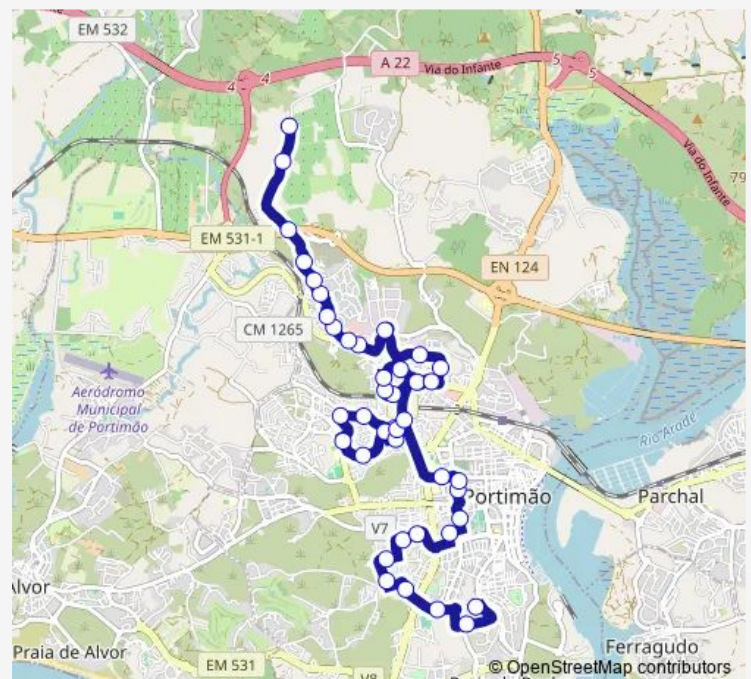 EM 532
4
4
A 22
Via do Infante
5
5
Via do Infante
79
EM 531-1
EN 124
CM 1265
Aeródromo
Municipal
de Portimão
Rio Arade
Portimão
Parchal
V7
Alvor
Ferragudo
Praia de Alvor
EM 531
V8
© OpenStreetMap contributors